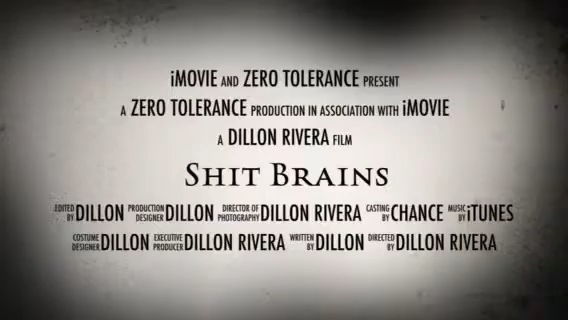 iMOVIE AND ZERO TOLERANCE PRESENT
A ZERO TOLERANCE PRODUCTION IN ASSOCIATION WITH iMOVIE
A DILLON RIVERA FILM
SHIT BRAINS
EDITED BY DILLON PRODUCTION DESIGNER DILLON DIRECTOR OF PHOTOGRAPHY DILLON RIVERA CASTING BY CHANCE MUSIC BY iTUNES
COSTUME DESIGNER DILLON EXECUTIVE PRODUCER DILLON RIVERA WRITTEN BY DILLON DIRECTED BY DILLON RIVERA